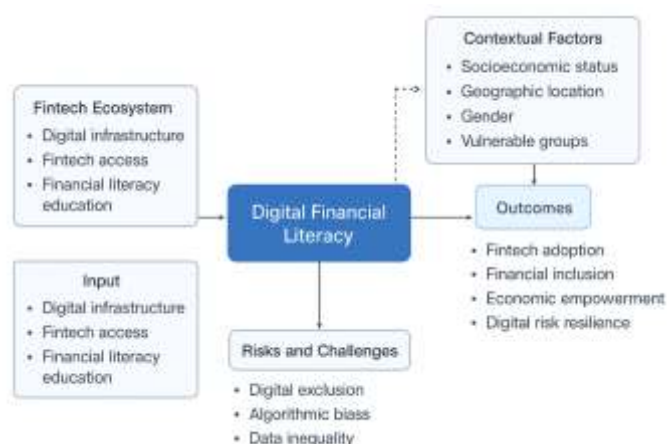 Contextual Factors
• Socioeconomic status
• Geographic location
• Gender
• Vulnerable groups
Fintech Ecosystem
• Digital infrastructure
• Fintech access
• Financial literacy
education
Digital Financial
Literacy
Outcomes
• Fintech adoption
• Financial inclusion
• Economic empowerment
• Digital risk resilience
Input
• Digital infrastructure
• Fintech access
• Financial literacy
education
Risks and Challenges
• Digital exclusion
• Algorithmic biass
• Data inequality